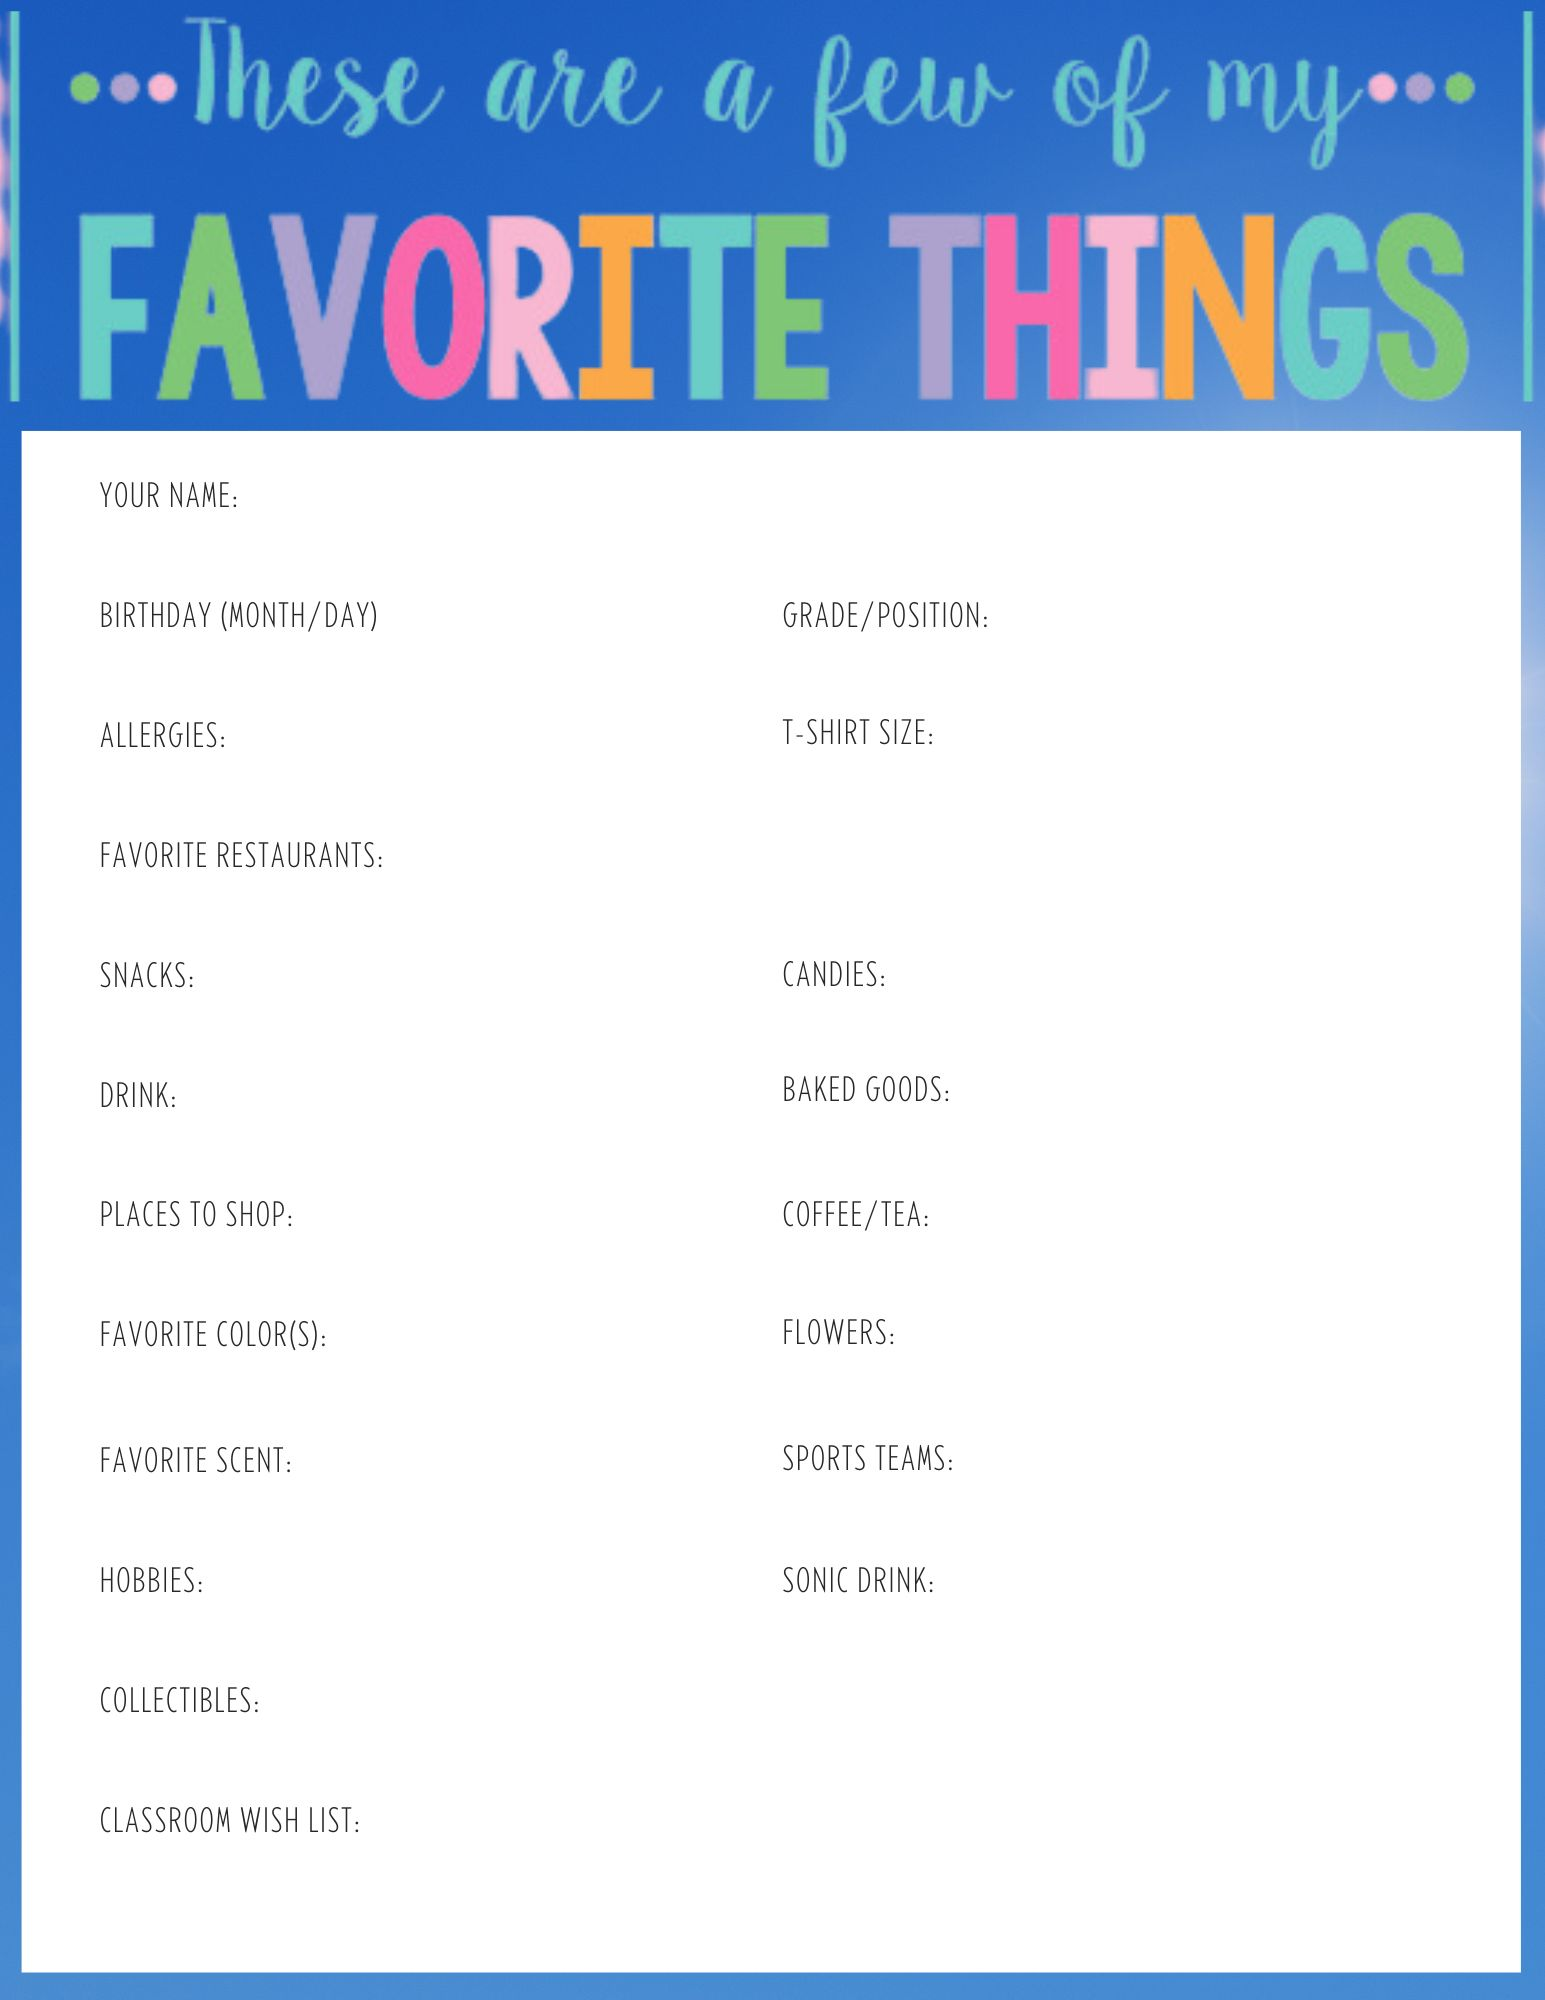 These are a few of my
FAVORITE THINGS
YOUR NAME:
BIRTHDAY (MONTH/DAY)
GRADE/POSITION:
ALLERGIES:
T-SHIRT SIZE:
FAVORITE RESTAURANTS:
SNACKS:
CANDIES:
DRINK:
BAKED GOODS:
PLACES TO SHOP:
COFFEE/TEA:
FAVORITE COLOR(S):
FLOWERS:
FAVORITE SCENT:
SPORTS TEAMS:
HOBBIES:
SONIC DRINK:
COLLECTIBLES:
CLASSROOM WISH LIST: